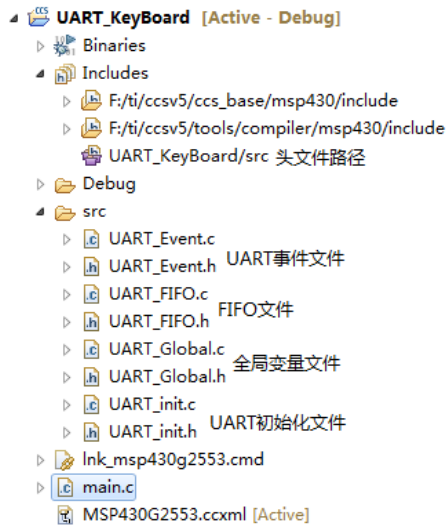 UART_KeyBoard [Active - Debug]
Binaries
Includes
F:/ti/ccsv5/ccs_base/msp430/include
F:/ti/ccsv5/tools/compiler/msp430/include
UART_KeyBoard/src 头文件路径
Debug
src
UART_Event.c
UART_Event.h UART事件文件
UART_FIFO.c
UART_FIFO.h FIFO文件
UART_Global.c
UART_Global.h 全局变量文件
UART_init.c
UART_init.h UART初始化文件
lnk_msp430g2553.cmd
main.c
MSP430G2553.ccxml [Active]